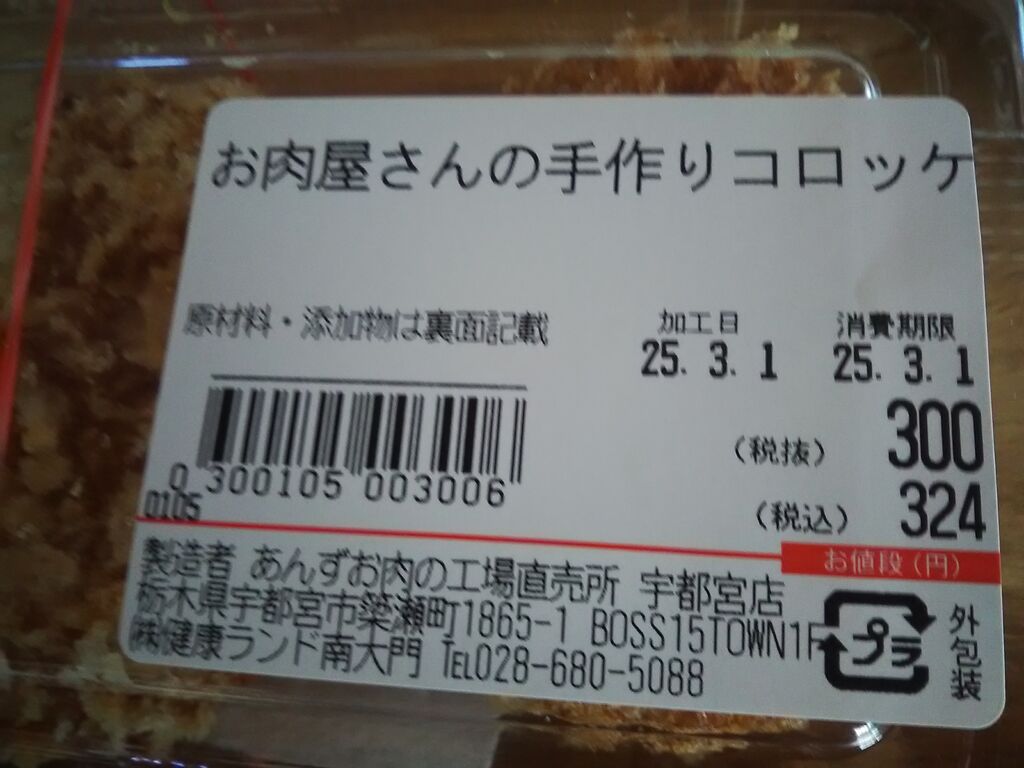 お肉屋さんの手作りコロッケ
原材料・添加物は裏面記載
加工日 消費期限
25. 3. 1 25. 3. 1
(税抜) 300
(税込) 324
お値段(円)
0 300105 003006
0105
製造者 あんずお肉の工場直売所 宇都宮店
栃木県宇都宮市簗瀬町1865-1 BOSS15TOWN1F
㈱健康ランド南大門 TEL028-680-5088
プラ
外包装